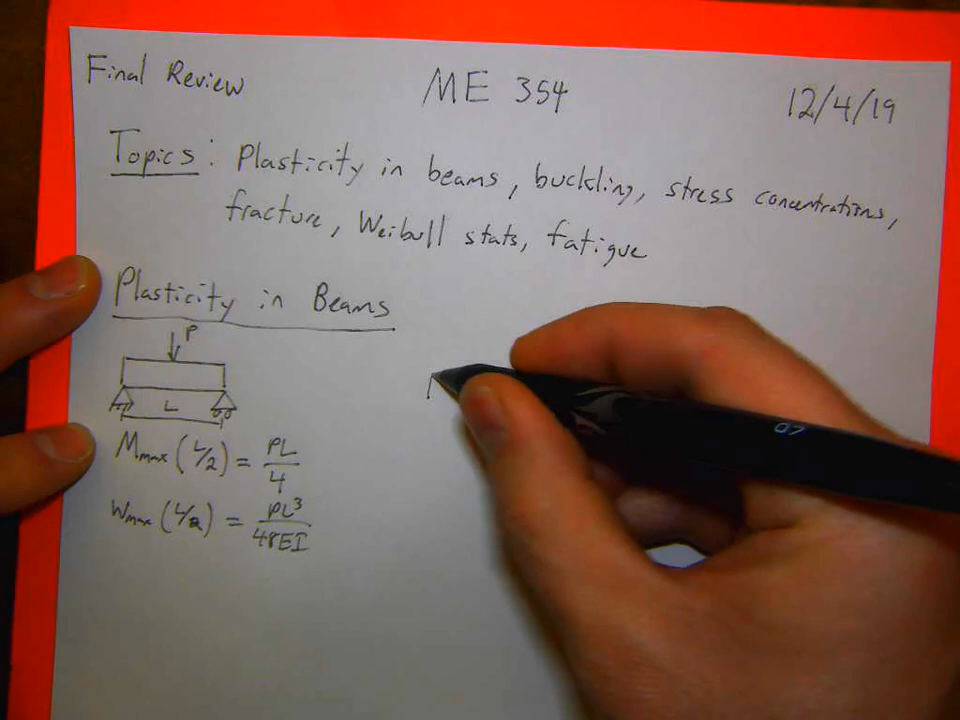 Final Review ME 354 12/4/19
Topics: Plasticity in beams, buckling, stress concentrations,
fracture, Weibull stats, fatigue
Plasticity in Beams
P
L
Mmax (L/2) = PL/4
Wmax (L/2) = PL³/48EI
07